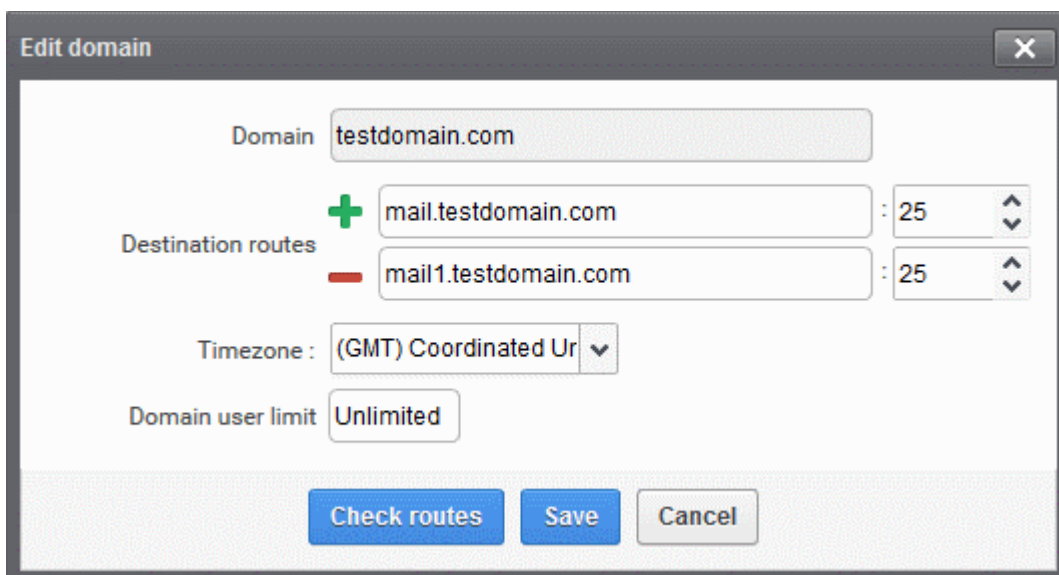 Edit domain
Domain testdomain.com
mail.testdomain.com : 25
Destination routes
mail1.testdomain.com : 25
Timezone : (GMT) Coordinated Ur
Domain user limit Unlimited
Check routes Save Cancel